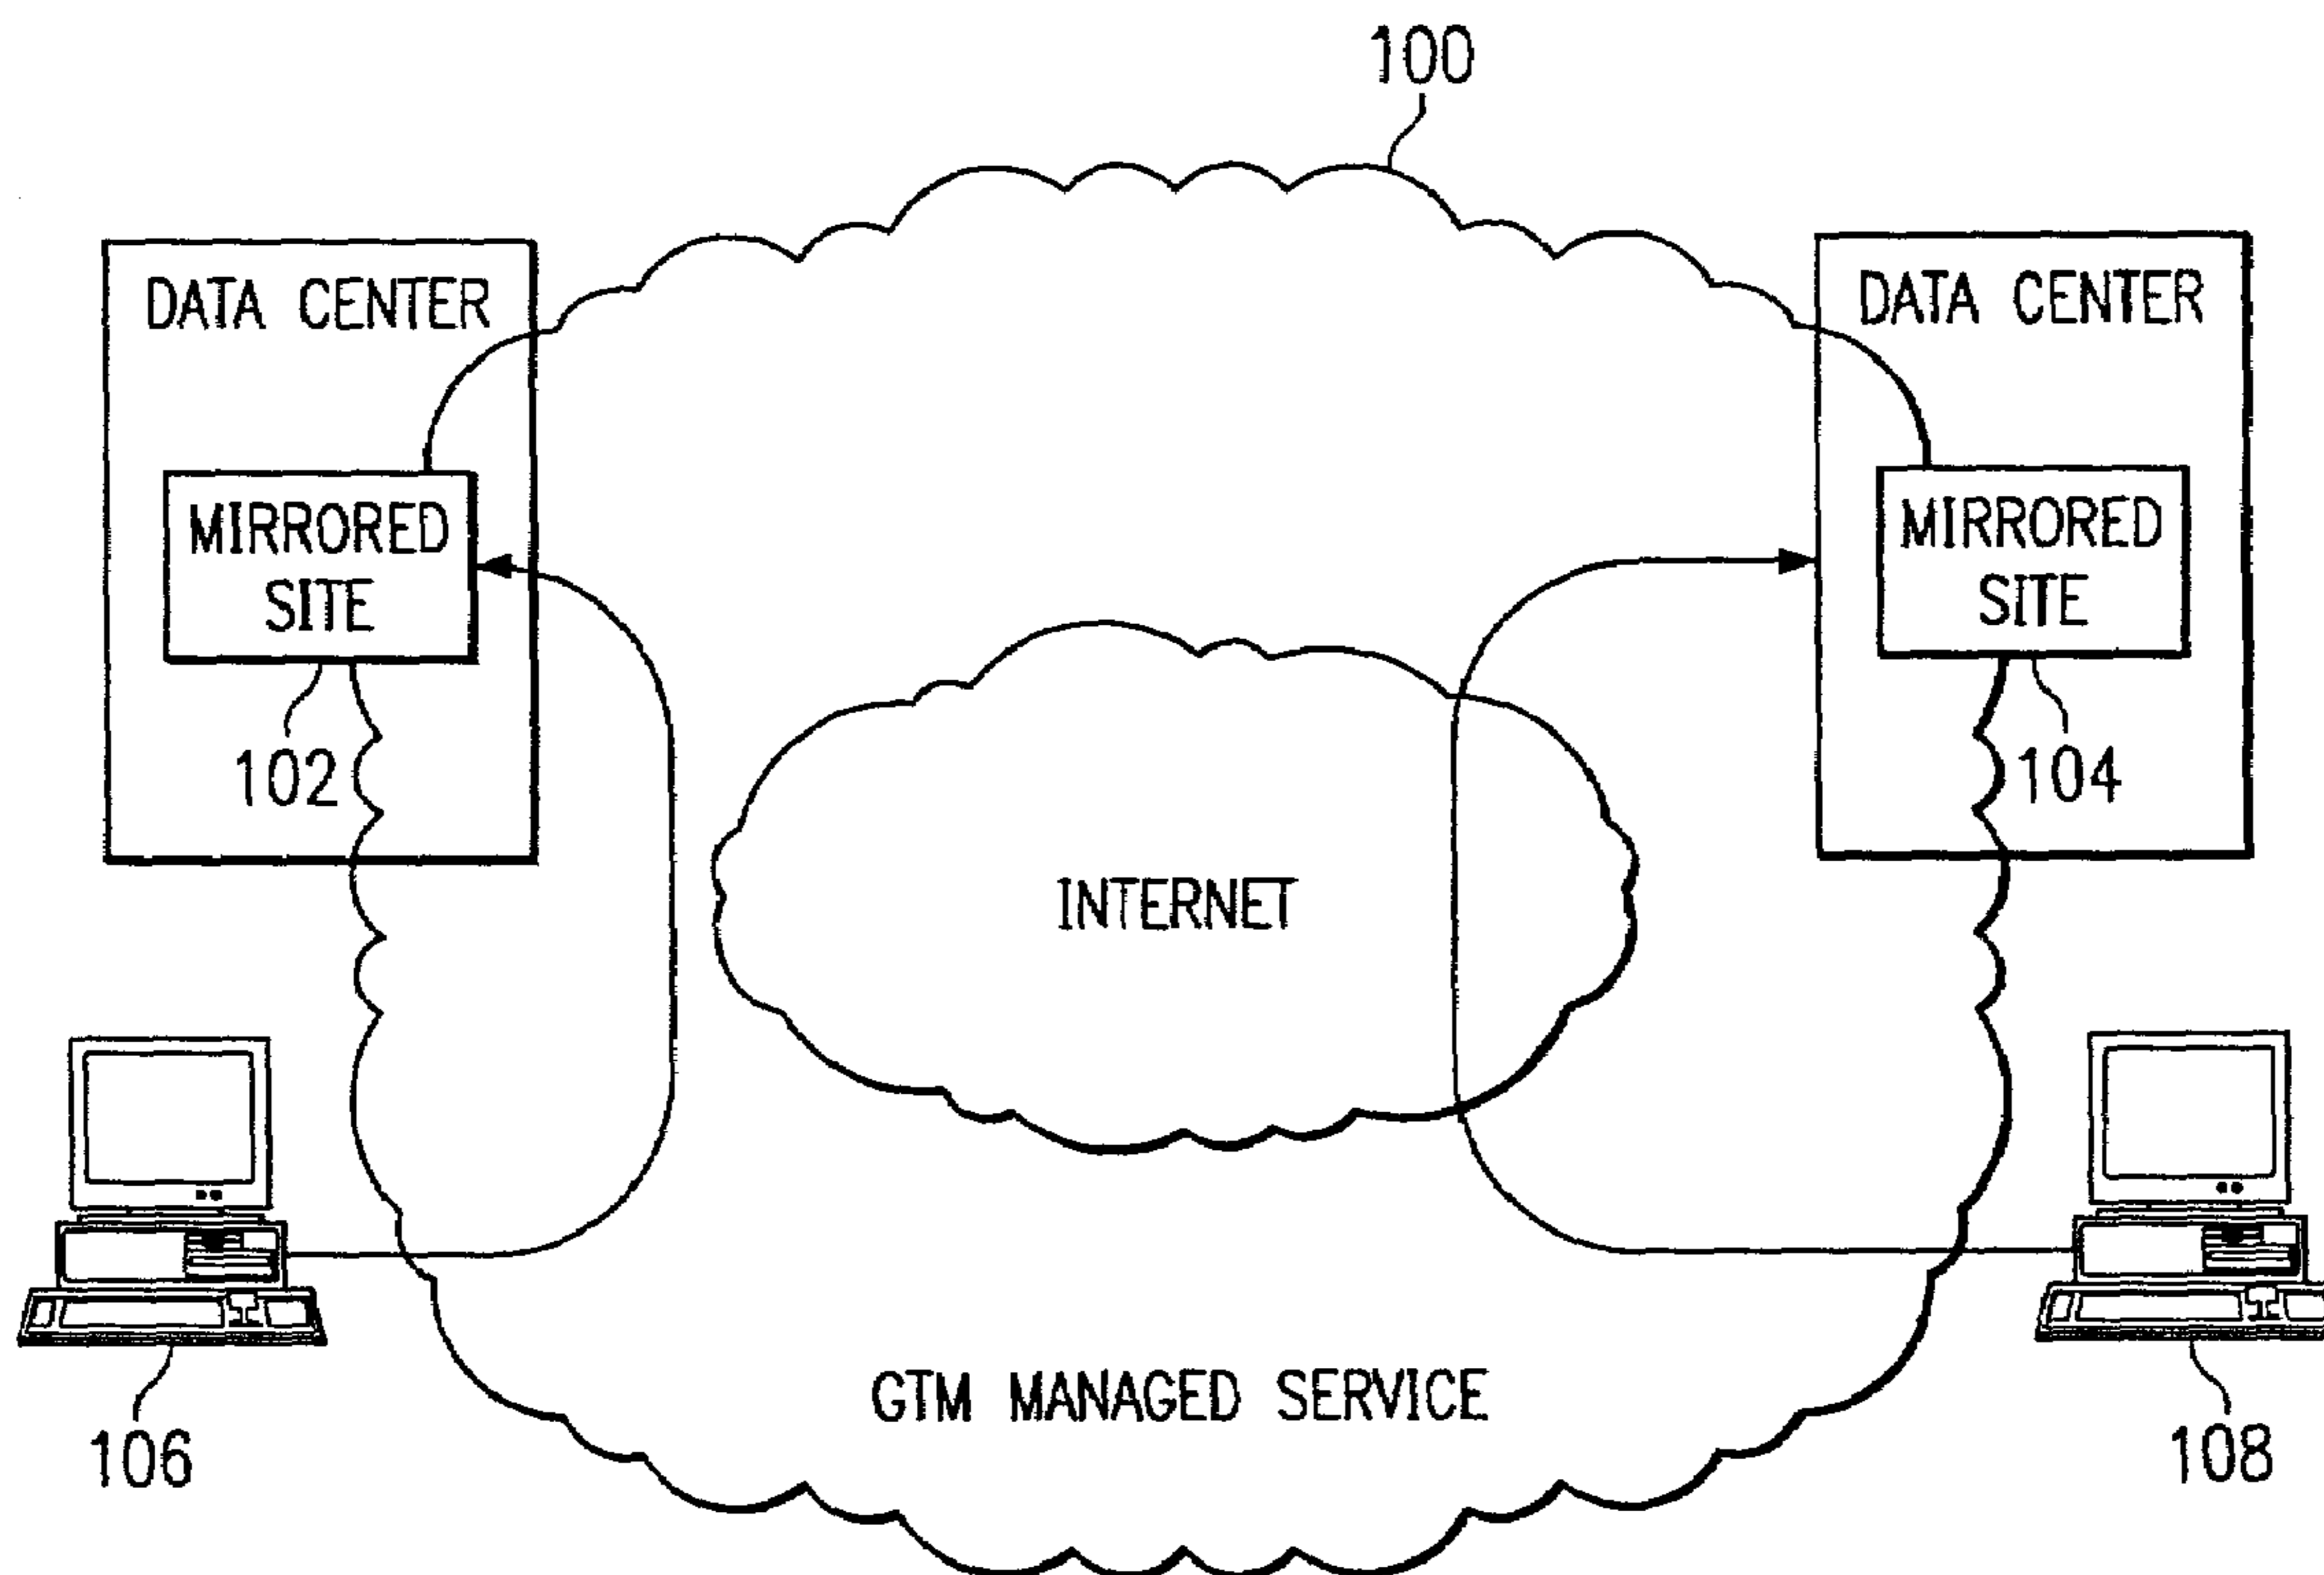 100
DATA CENTER
DATA CENTER
MIRRORED
SITE
MIRRORED
SITE
102
104
INTERNET
GTM MANAGED SERVICE
106
108